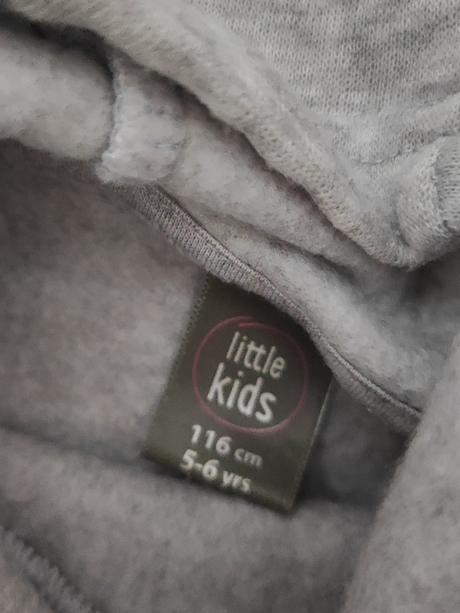 little
kids
116 cm
5-6 yrs